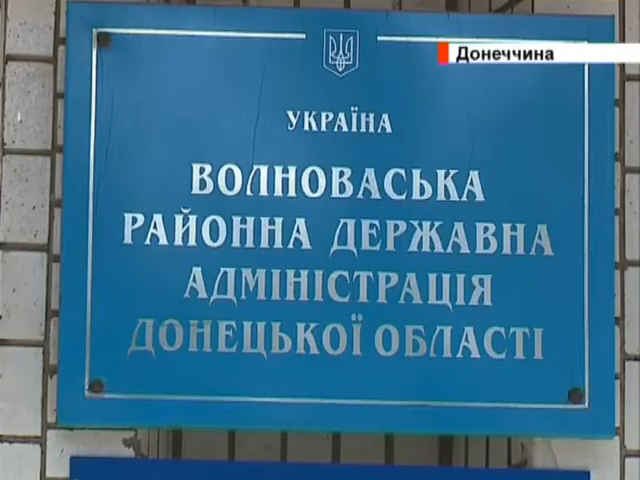 Донеччина
УКРАЇНА
ВОЛНОВАСЬКА
РАЙОННА ДЕРЖАВНА
АДМІНІСТРАЦІЯ
ДОНЕЦЬКОЇ ОБЛАСТІ